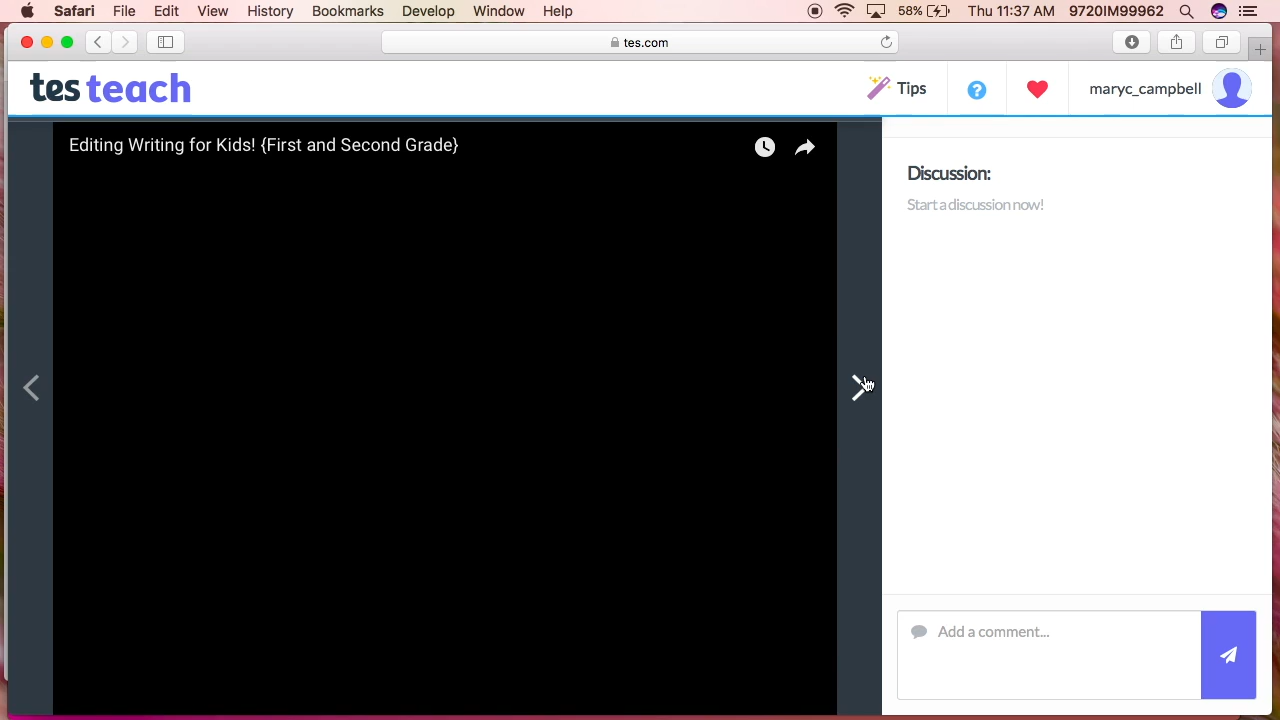 Safari File Edit View History Bookmarks Develop Window Help 58% Thu 11:37 AM 9720IM99962
tes.com
tes teach Tips ? maryc_campbell
Editing Writing for Kids! {First and Second Grade}
Discussion:
Start a discussion now!
Add a comment...